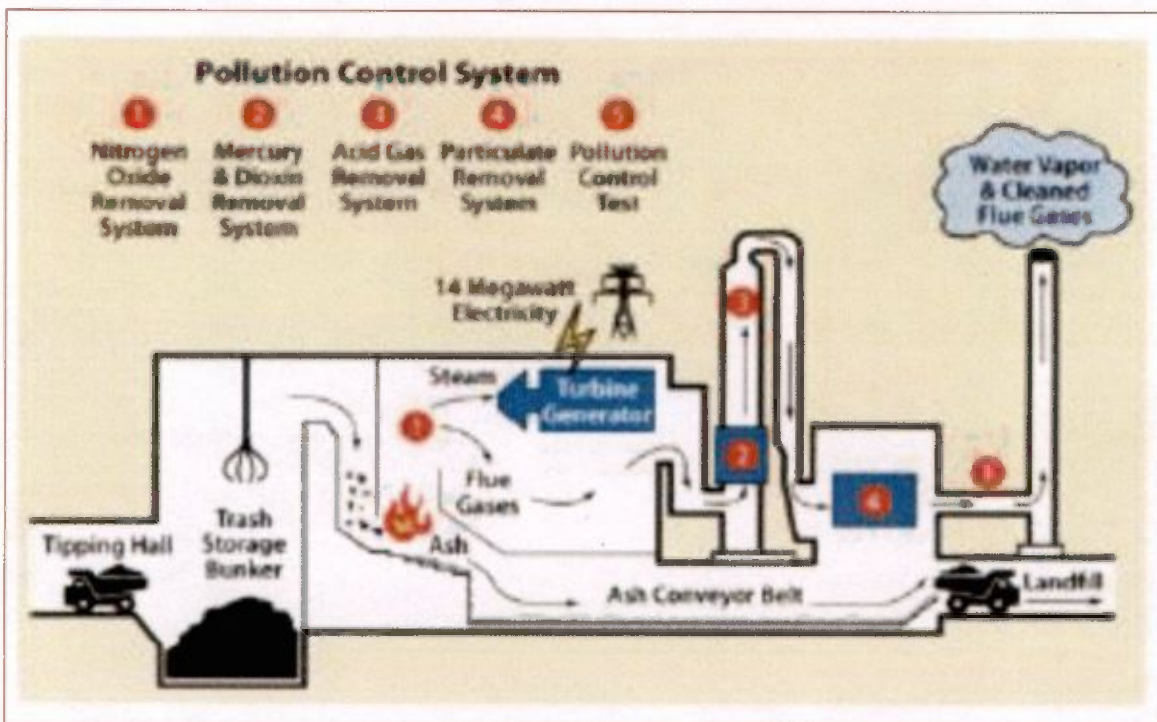 Pollution Control System
1
2
3
4
5
Nitrogen
Oxide
Removal
System
Mercury
& Dioxin
Removal
System
Acid Gas
Removal
System
Particulate
Removal
System
Pollution
Control
Test
Water Vapor
& Cleaned
Flue Gases
14 Megawatt
Electricity
3
Steam
Turbine
Generator
1
2
Flue
Gases
4
Trash
Storage
Bunker
Tipping Hall
Ash
Ash Conveyor Belt
Landfill